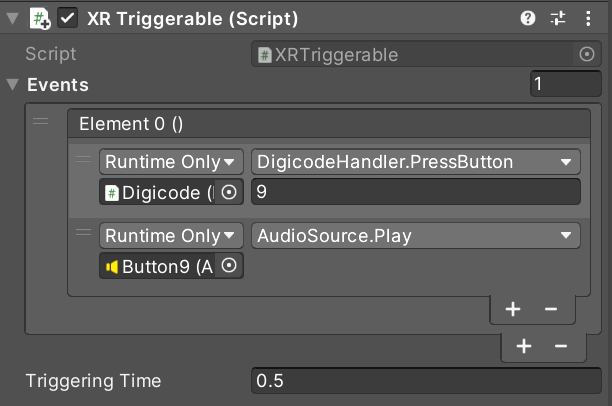 XR Triggerable (Script)
Script XRTriggerable
Events 1
Element 0 ()
Runtime Only DigicodeHandler.PressButton
Digicode ( 9
Runtime Only AudioSource.Play
Button9 (A
Triggering Time 0.5